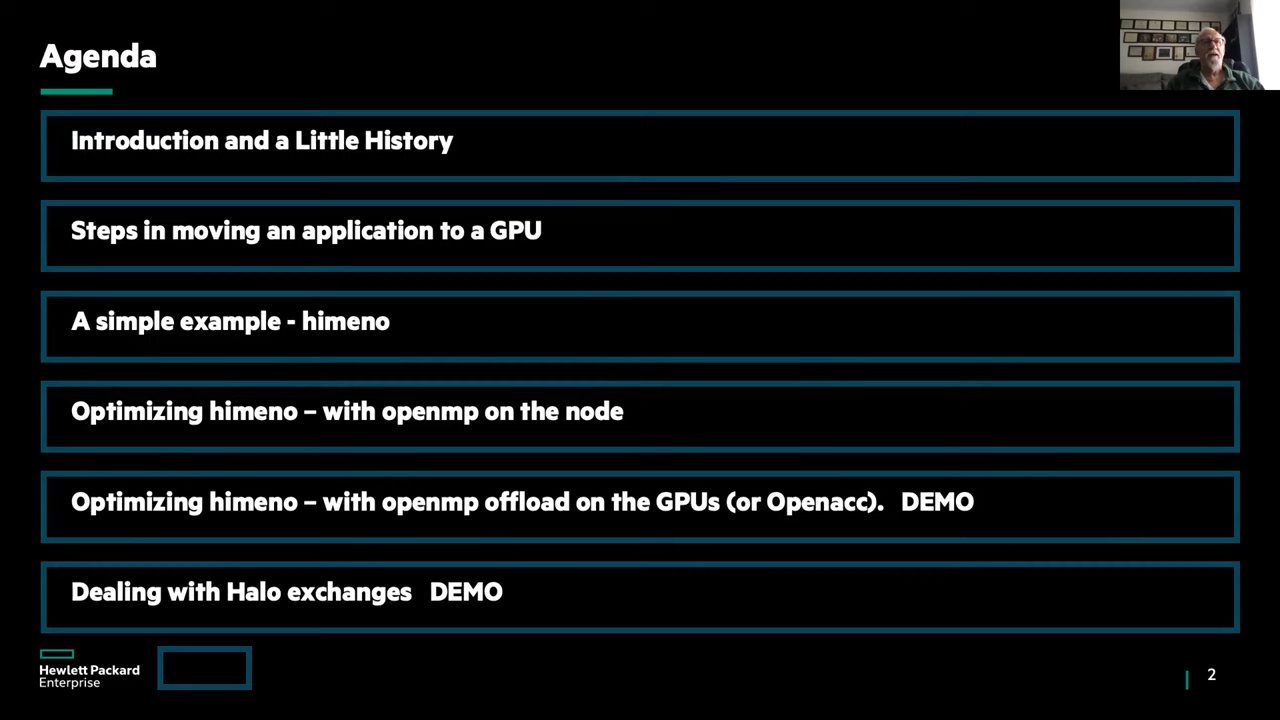 Agenda
Introduction and a Little History
Steps in moving an application to a GPU
A simple example - himeno
Optimizing himeno – with openmp on the node
Optimizing himeno – with openmp offload on the GPUs (or Openacc). DEMO
Dealing with Halo exchanges DEMO
Hewlett Packard
Enterprise
2